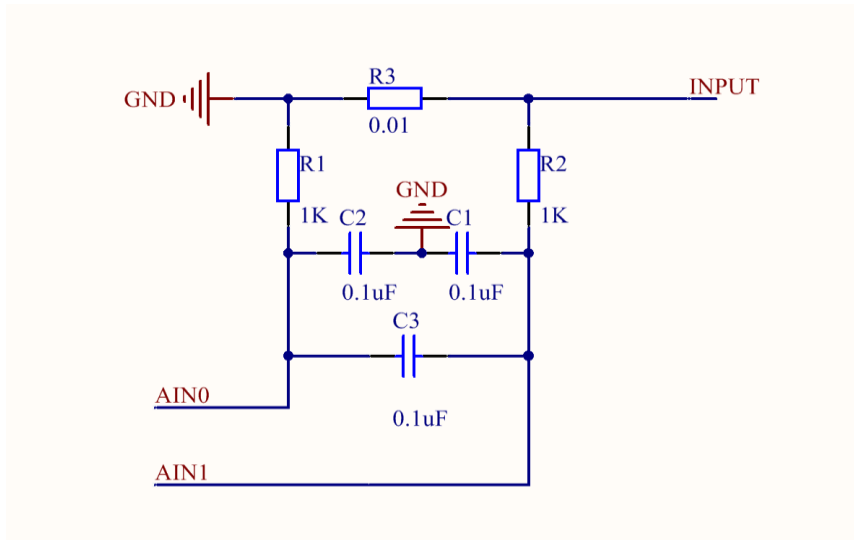 INPUT
R3
GND
0.01
R1
R2
GND
1K
C2
C1
1K
0.1uF
0.1uF
C3
AIN0
0.1uF
AIN1